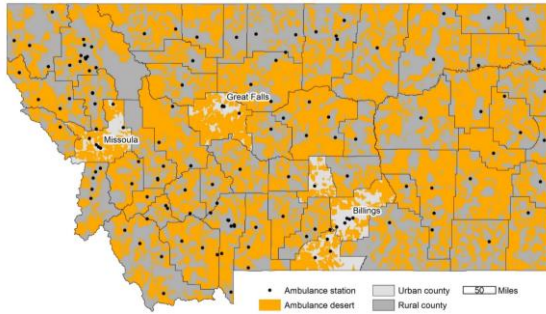 Great Falls
Missoula
Billings
Ambulance station
Urban county
50 Miles
Ambulance desert
Rural county